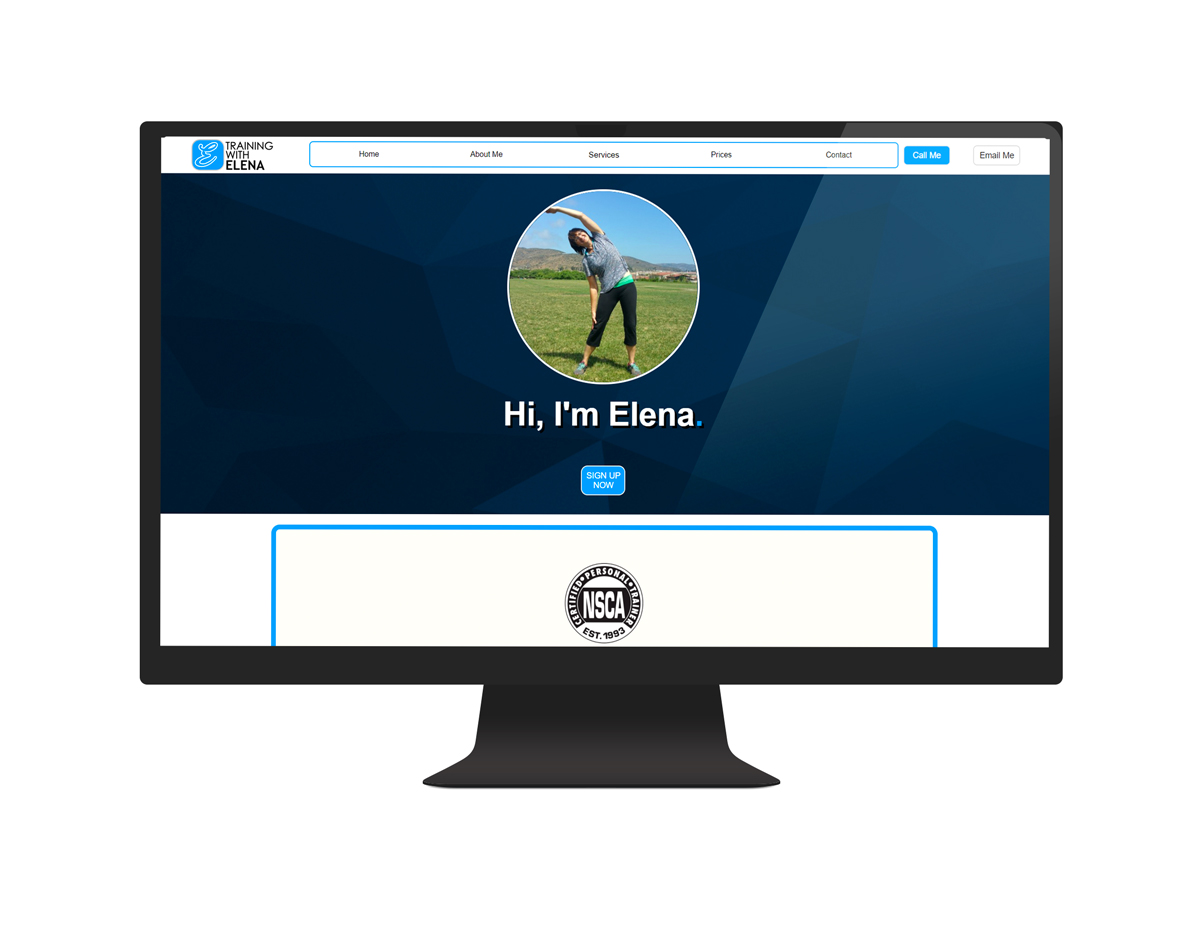 TRAINING
WITH
ELENA
Home
About Me
Services
Prices
Contact
Call Me
Email Me
Hi, I'm Elena.
SIGN UP
NOW
CERTIFIED • PERSONAL • TRAINER
NSCA
EST. 1993